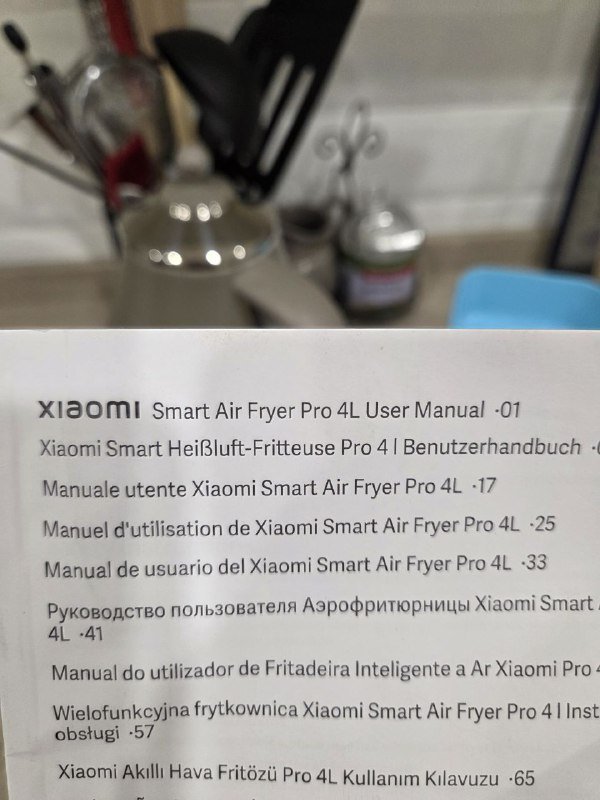 xiaomi Smart Air Fryer Pro 4L User Manual ·01
Xiaomi Smart Heißluft-Fritteuse Pro 4 l Benutzerhandbuch
Manuale utente Xiaomi Smart Air Fryer Pro 4L ·17
Manuel d'utilisation de Xiaomi Smart Air Fryer Pro 4L ·25
Manual de usuario del Xiaomi Smart Air Fryer Pro 4L ·33
Руководство пользователя Аэрофритюрницы Xiaomi Smart
4L ·41
Manual do utilizador de Fritadeira Inteligente a Ar Xiaomi Pro
Wielofunkcyjna frytkownica Xiaomi Smart Air Fryer Pro 4 l Inst
obsługi ·57
Xiaomi Akıllı Hava Fritözü Pro 4L Kullanım Kılavuzu ·65